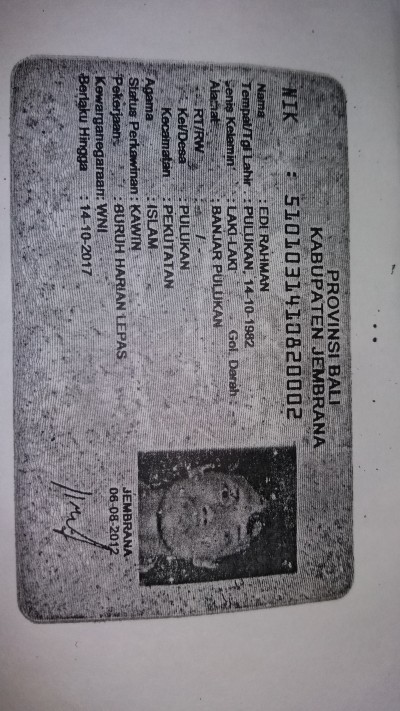 PROVINSI BALI
KABUPATEN JEMBRANA
NIK : 5101031410820002
Nama : EDI RAHMAN
Tempat/Tgl Lahir : PULUKAN, 14-10-1982
Jenis Kelamin : LAKI-LAKI Gol. Darah -
Alamat : BANJAR PULUKAN
RT/RW : - / -
Kel/Desa : PULUKAN
Kecamatan : PEKUTATAN
Agama : ISLAM
Status Perkawinan : KAWIN
Pekerjaan : BURUH HARIAN LEPAS
Kewarganegaraan: WNI
Berlaku Hingga : 14-10-2017
JEMBRANA
06-08-2012